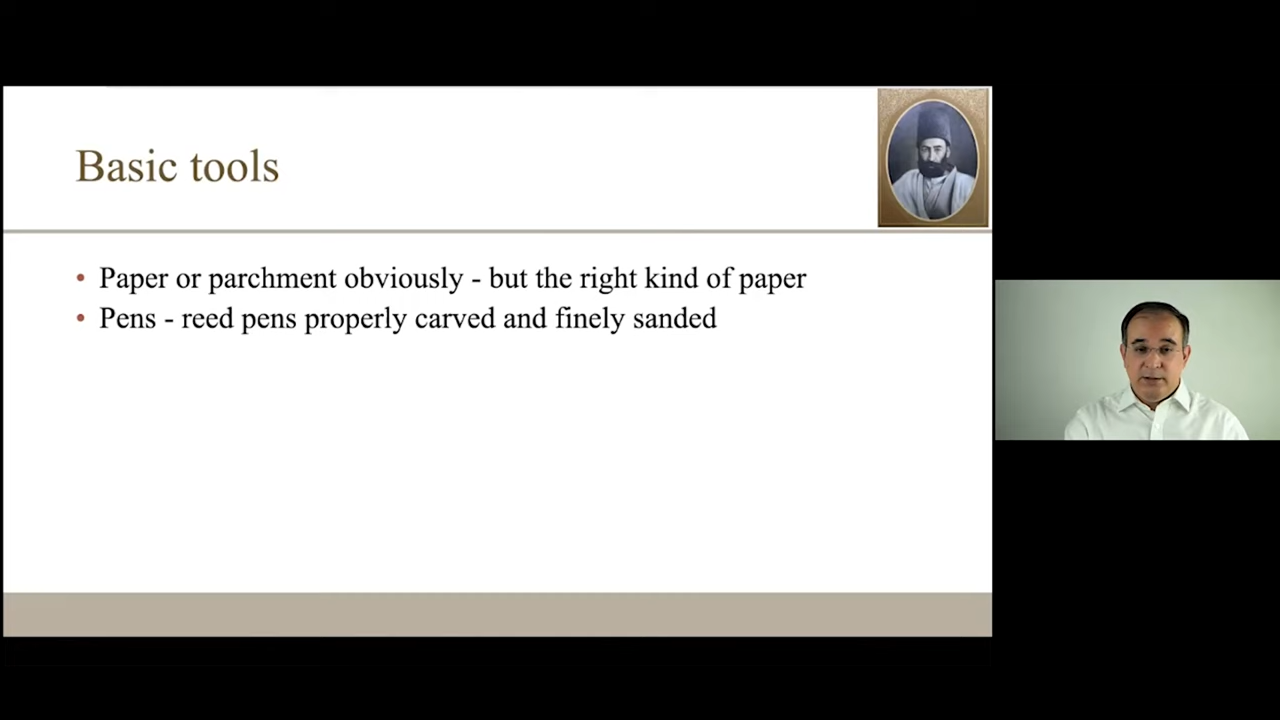 Basic tools
• Paper or parchment obviously - but the right kind of paper
• Pens - reed pens properly carved and finely sanded